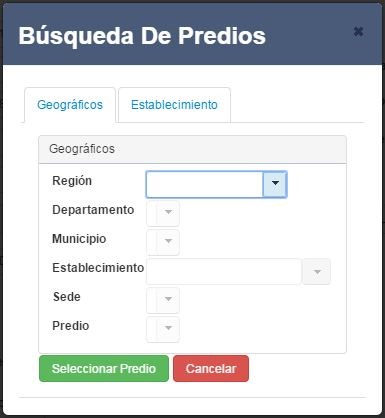 Búsqueda De Predios
Geográficos Establecimiento
Geográficos
Región
Departamento
Municipio
Establecimiento
Sede
Predio
Seleccionar Predio Cancelar